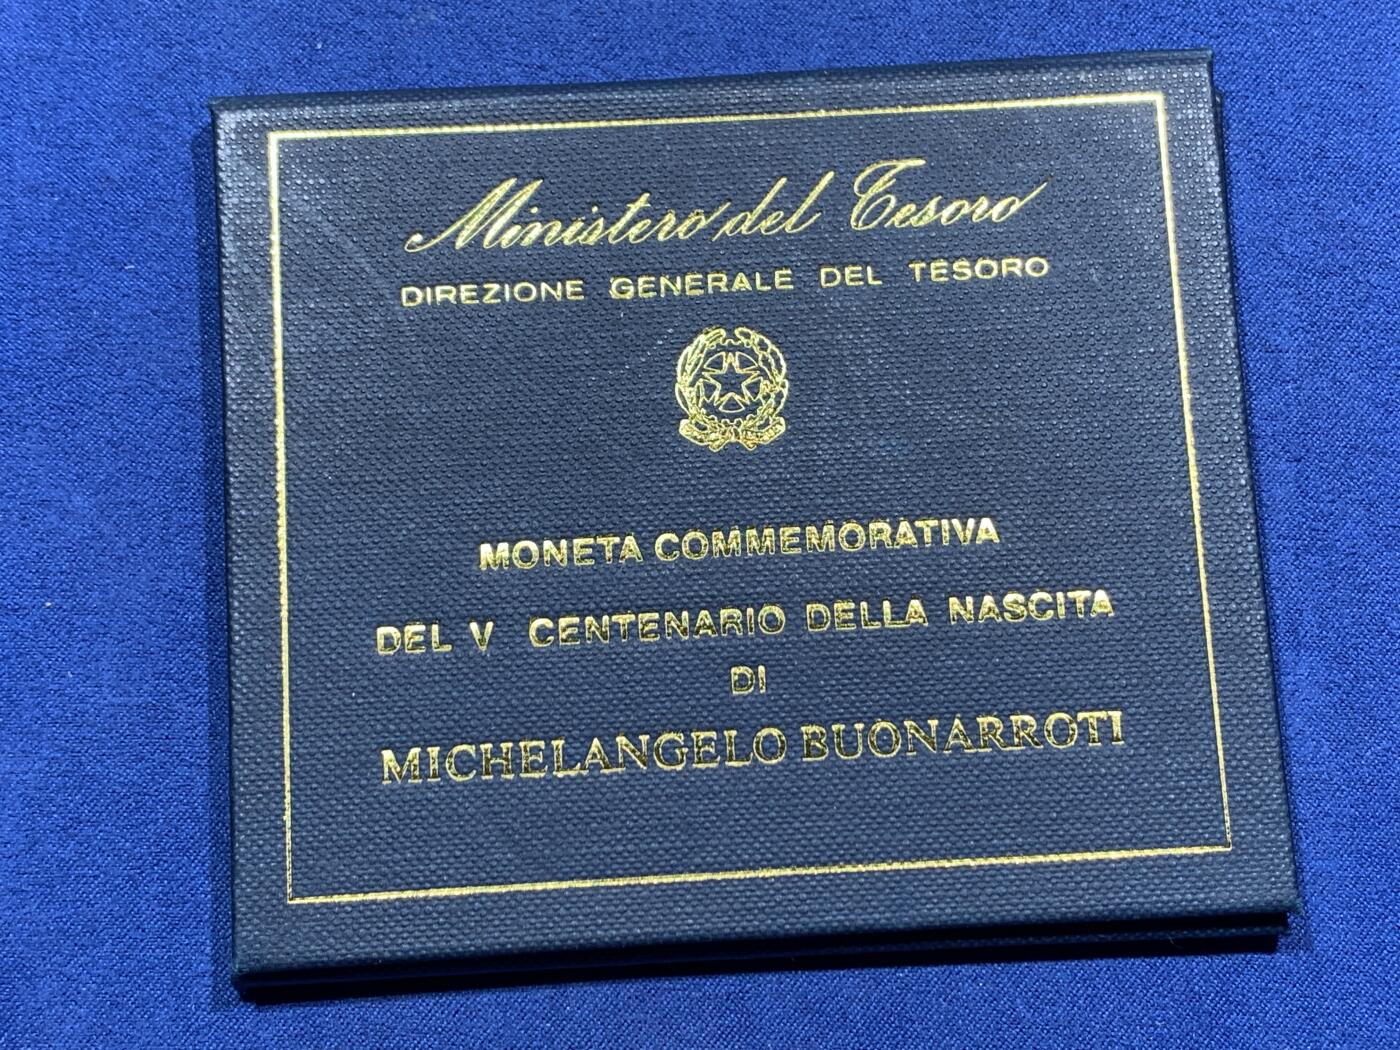 Ministero del Tesoro
DIREZIONE GENERALE DEL TESORO
MONETA COMMEMORATIVA
DEL V CENTENARIO DELLA NASCITA
DI
MICHELANGELO BUONARROTI